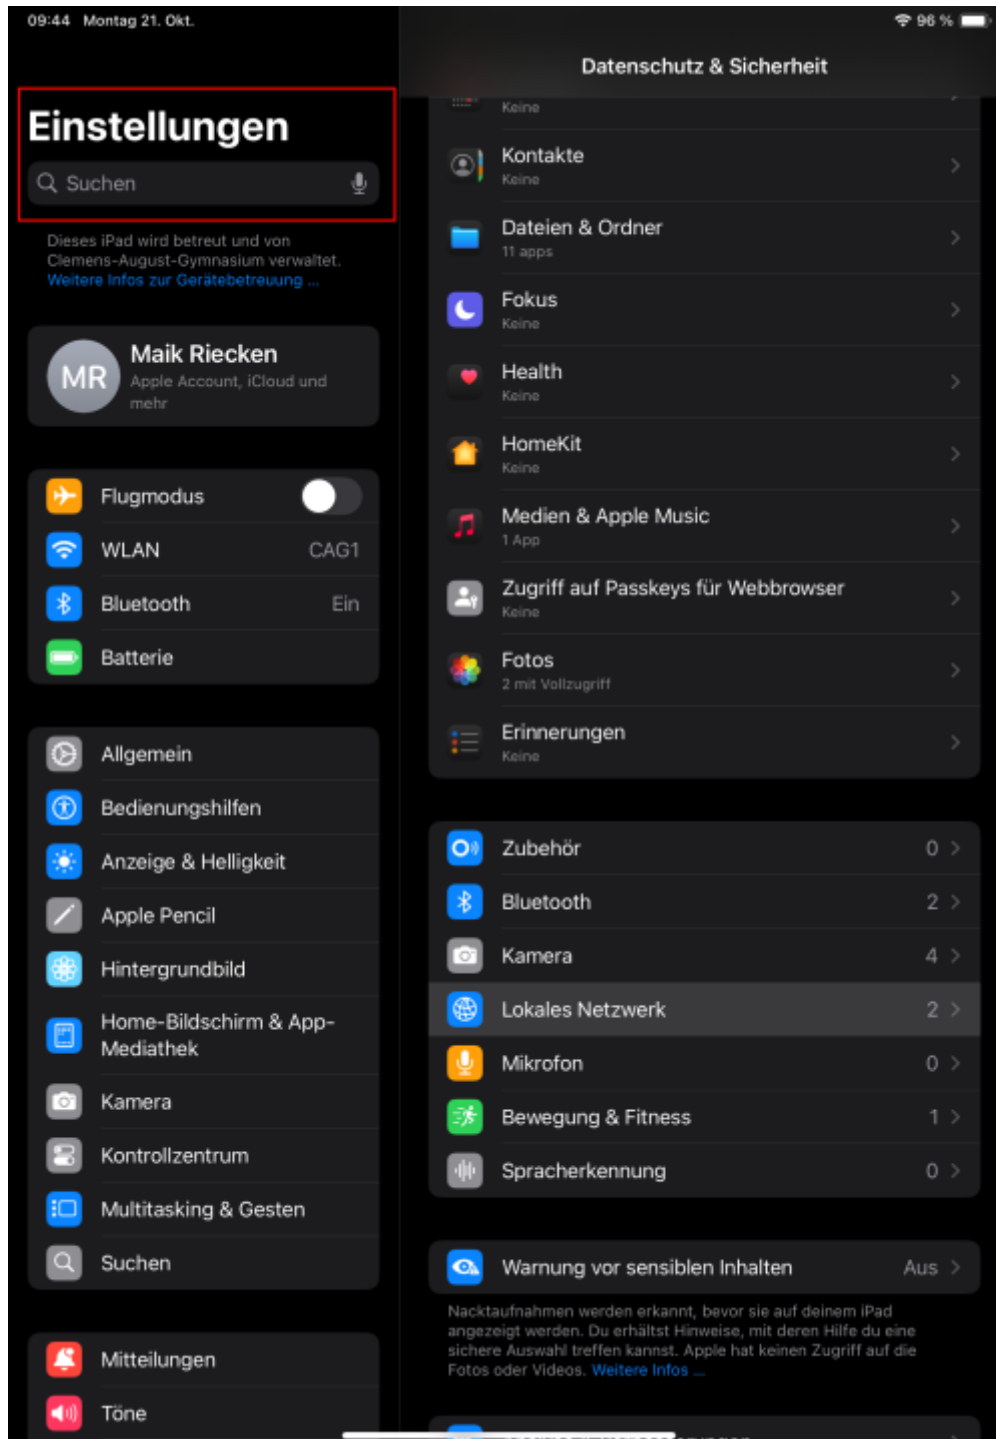 09:44 Montag 21. Okt.
96 %
Einstellungen
Suchen
Dieses iPad wird betreut und von
Clemens-August-Gymnasium verwaltet.
Weitere Infos zur Gerätebetreuung ...
MR
Maik Riecken
Apple Account, iCloud und
mehr
Flugmodus
WLAN CAG1
Bluetooth Ein
Batterie
Allgemein
Bedienungshilfen
Anzeige & Helligkeit
Apple Pencil
Hintergrundbild
Home-Bildschirm & App-
Mediathek
Kamera
Kontrollzentrum
Multitasking & Gesten
Suchen
Mitteilungen
Töne
Datenschutz & Sicherheit
Keine
Kontakte
Keine
Dateien & Ordner
11 apps
Fokus
Keine
Health
Keine
HomeKit
Keine
Medien & Apple Music
1 App
Zugriff auf Passkeys für Webbrowser
Keine
Fotos
2 mit Vollzugriff
Erinnerungen
Keine
Zubehör 0
Bluetooth 2
Kamera 4
Lokales Netzwerk 2
Mikrofon 0
Bewegung & Fitness 1
Spracherkennung 0
Warnung vor sensiblen Inhalten Aus
Nacktaufnahmen werden erkannt, bevor sie auf deinem iPad
angezeigt werden. Du erhältst Hinweise, mit deren Hilfe du eine
sichere Auswahl treffen kannst. Apple hat keinen Zugriff auf die
Fotos oder Videos. Weitere Infos ...